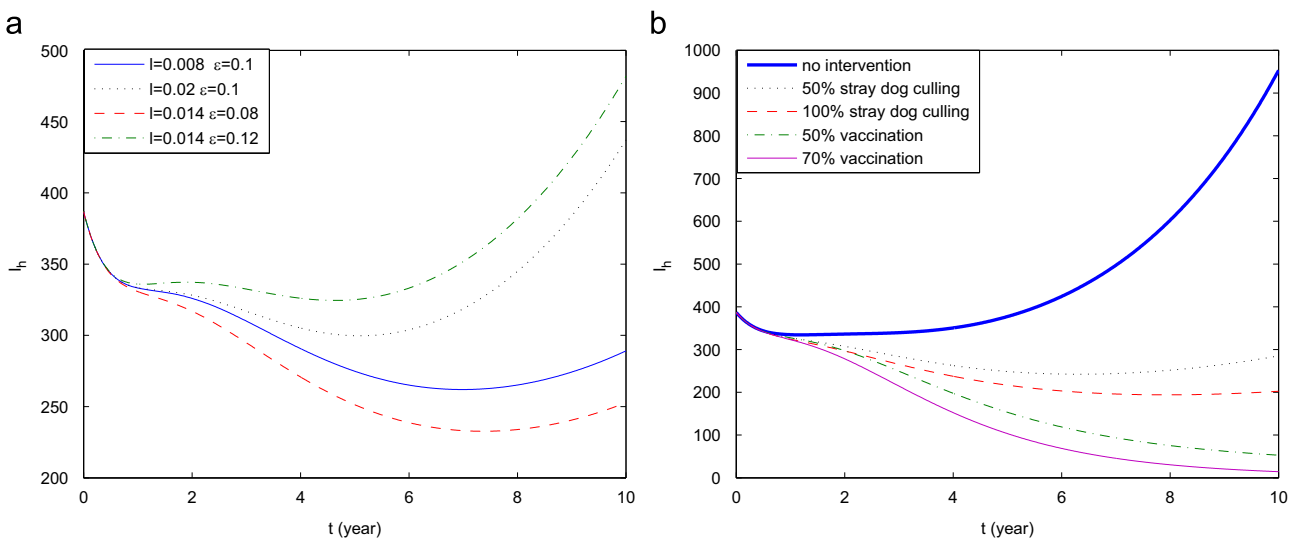 a
500
450
400
350
300
250
200
I_h
0 2 4 6 8 10
t (year)
l=0.008 ε=0.1
l=0.02 ε=0.1
l=0.014 ε=0.08
l=0.014 ε=0.12
b
1000
900
800
700
600
500
400
300
200
100
0
I_h
0 2 4 6 8 10
t (year)
no intervention
50% stray dog culling
100% stray dog culling
50% vaccination
70% vaccination